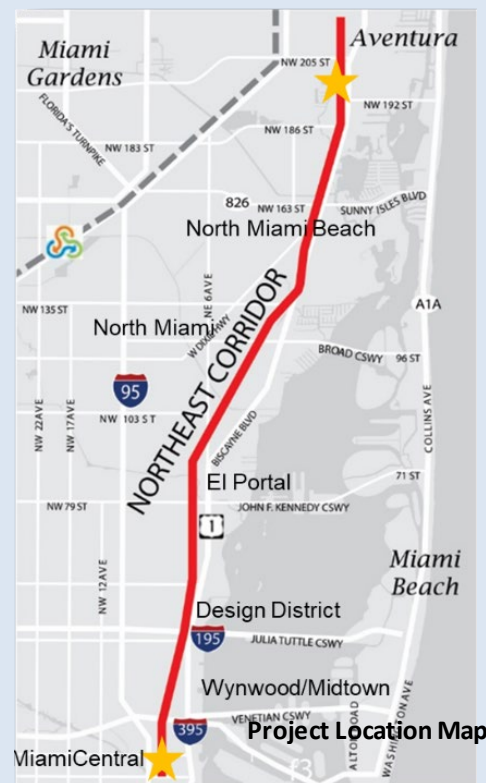 Aventura
Miami
Gardens
NW 205 ST
NW 192 ST
FLORIDA'S TURNPIKE
NW 186 ST
NW 183 ST
826
NW 163 ST
SUNNY ISLES BLVD
North Miami Beach
NE 6 AVE
NW 135 ST
A1A
North Miami
W DIXIE HWY
NORTHEAST CORRIDOR
BROAD CSWY
96 ST
95
NW 22 AVE
NW 17 AVE
NW 103 ST
COLLINS AVE
BISCAYNE BLVD
71 ST
El Portal
NW 79 ST
JOHN F. KENNEDY CSWY
1
NW 12 AVE
Miami
Beach
Design District
195
JULIA TUTTLE CSWY
Wynwood/Midtown
395
VENETIAN CSWY
ALTON ROAD
WASHINGTON AVE
Project Location Map
MiamiCentral
f3